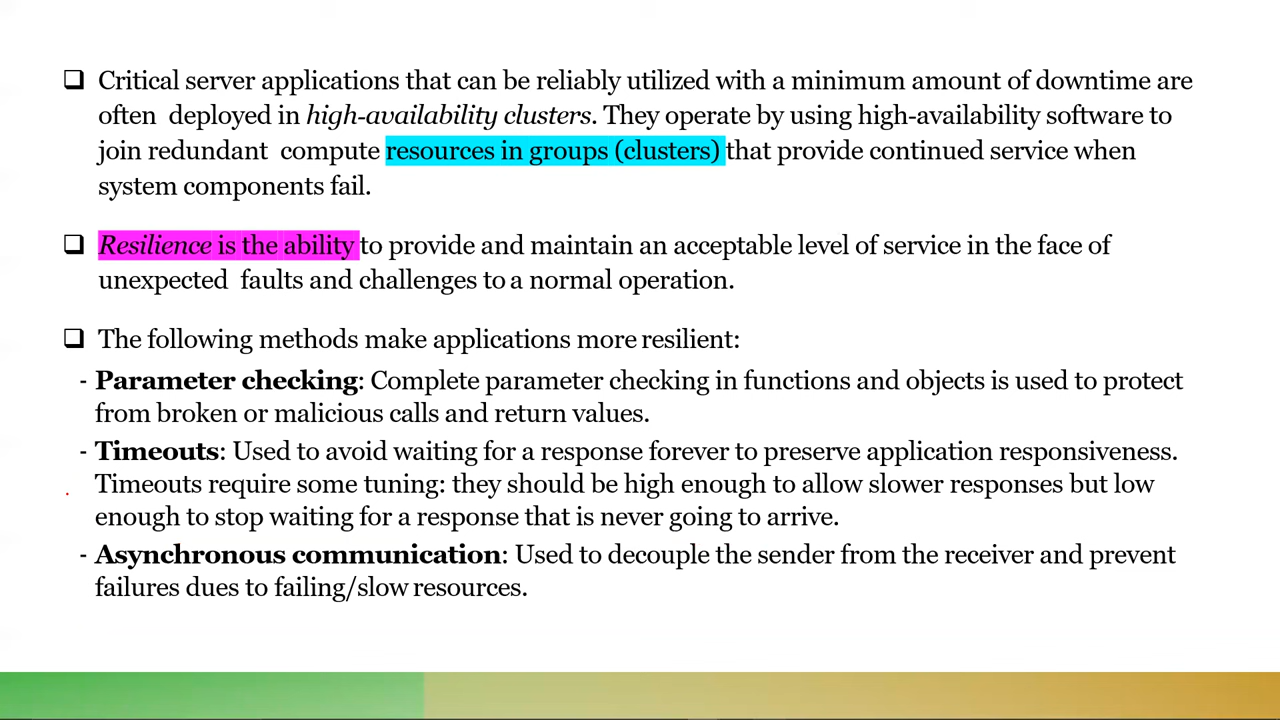 ❑ Critical server applications that can be reliably utilized with a minimum amount of downtime are
often deployed in high-availability clusters. They operate by using high-availability software to
join redundant compute resources in groups (clusters) that provide continued service when
system components fail.
❑ Resilience is the ability to provide and maintain an acceptable level of service in the face of
unexpected faults and challenges to a normal operation.
❑ The following methods make applications more resilient:
- Parameter checking: Complete parameter checking in functions and objects is used to protect
from broken or malicious calls and return values.
- Timeouts: Used to avoid waiting for a response forever to preserve application responsiveness.
Timeouts require some tuning: they should be high enough to allow slower responses but low
enough to stop waiting for a response that is never going to arrive.
- Asynchronous communication: Used to decouple the sender from the receiver and prevent
failures dues to failing/slow resources.